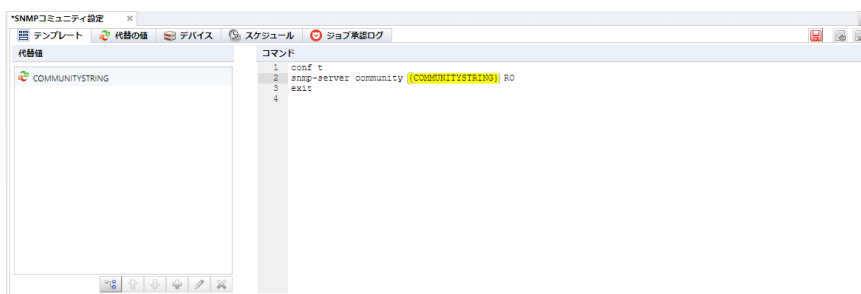 *SNMPコミュニティ設定
テンプレート 代替の値 デバイス スケジュール ジョブ承認ログ
代替値
COMMUNITYSTRING
コマンド
1 conf t
2 snmp-server community {COMMUNITYSTRING} RO
3 exit
4